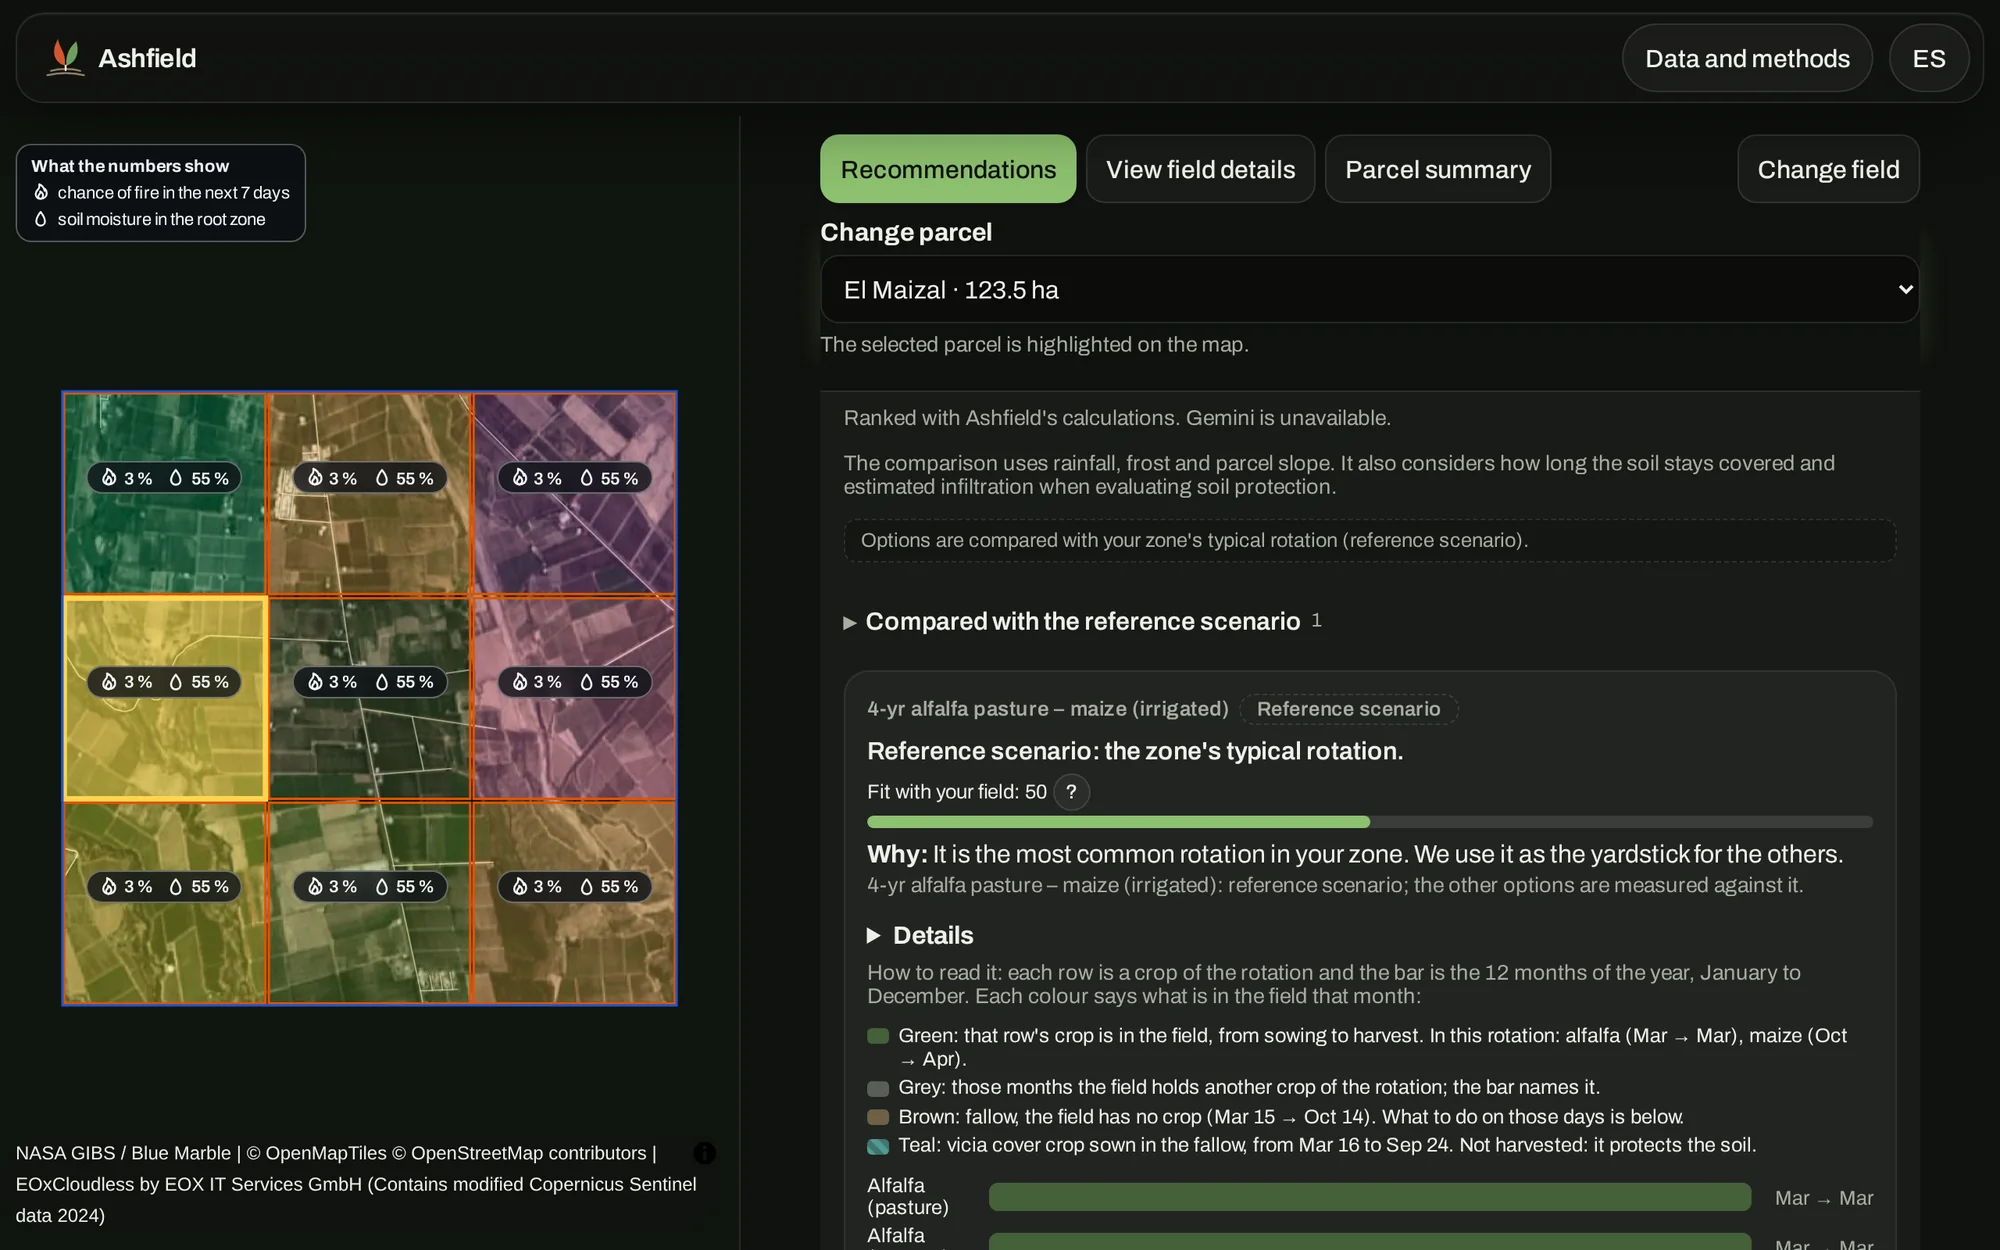 Ashfield
Data and methods
ES
What the numbers show
chance of fire in the next 7 days
soil moisture in the root zone
Recommendations
View field details
Parcel summary
Change field
Change parcel
El Maizal · 123.5 ha
The selected parcel is highlighted on the map.
3 % 55 %
3 % 55 %
3 % 55 %
3 % 55 %
3 % 55 %
3 % 55 %
3 % 55 %
3 % 55 %
3 % 55 %
NASA GIBS / Blue Marble | © OpenMapTiles © OpenStreetMap contributors |
EOxCloudless by EOX IT Services GmbH (Contains modified Copernicus Sentinel
data 2024)
Ranked with Ashfield's calculations. Gemini is unavailable.
The comparison uses rainfall, frost and parcel slope. It also considers how long the soil stays covered and
estimated infiltration when evaluating soil protection.
Options are compared with your zone's typical rotation (reference scenario).
▶ Compared with the reference scenario 1
4-yr alfalfa pasture – maize (irrigated) Reference scenario
Reference scenario: the zone's typical rotation.
Fit with your field: 50 ?
Why: It is the most common rotation in your zone. We use it as the yardstick for the others.
4-yr alfalfa pasture – maize (irrigated): reference scenario; the other options are measured against it.
▶ Details
How to read it: each row is a crop of the rotation and the bar is the 12 months of the year, January to
December. Each colour says what is in the field that month:
Green: that row's crop is in the field, from sowing to harvest. In this rotation: alfalfa (Mar → Mar), maize (Oct
→ Apr).
Grey: those months the field holds another crop of the rotation; the bar names it.
Brown: fallow, the field has no crop (Mar 15 → Oct 14). What to do on those days is below.
Teal: vicia cover crop sown in the fallow, from Mar 16 to Sep 24. Not harvested: it protects the soil.
Alfalfa
(pasture)
Mar → Mar
Alfalfa
Mar → Mar